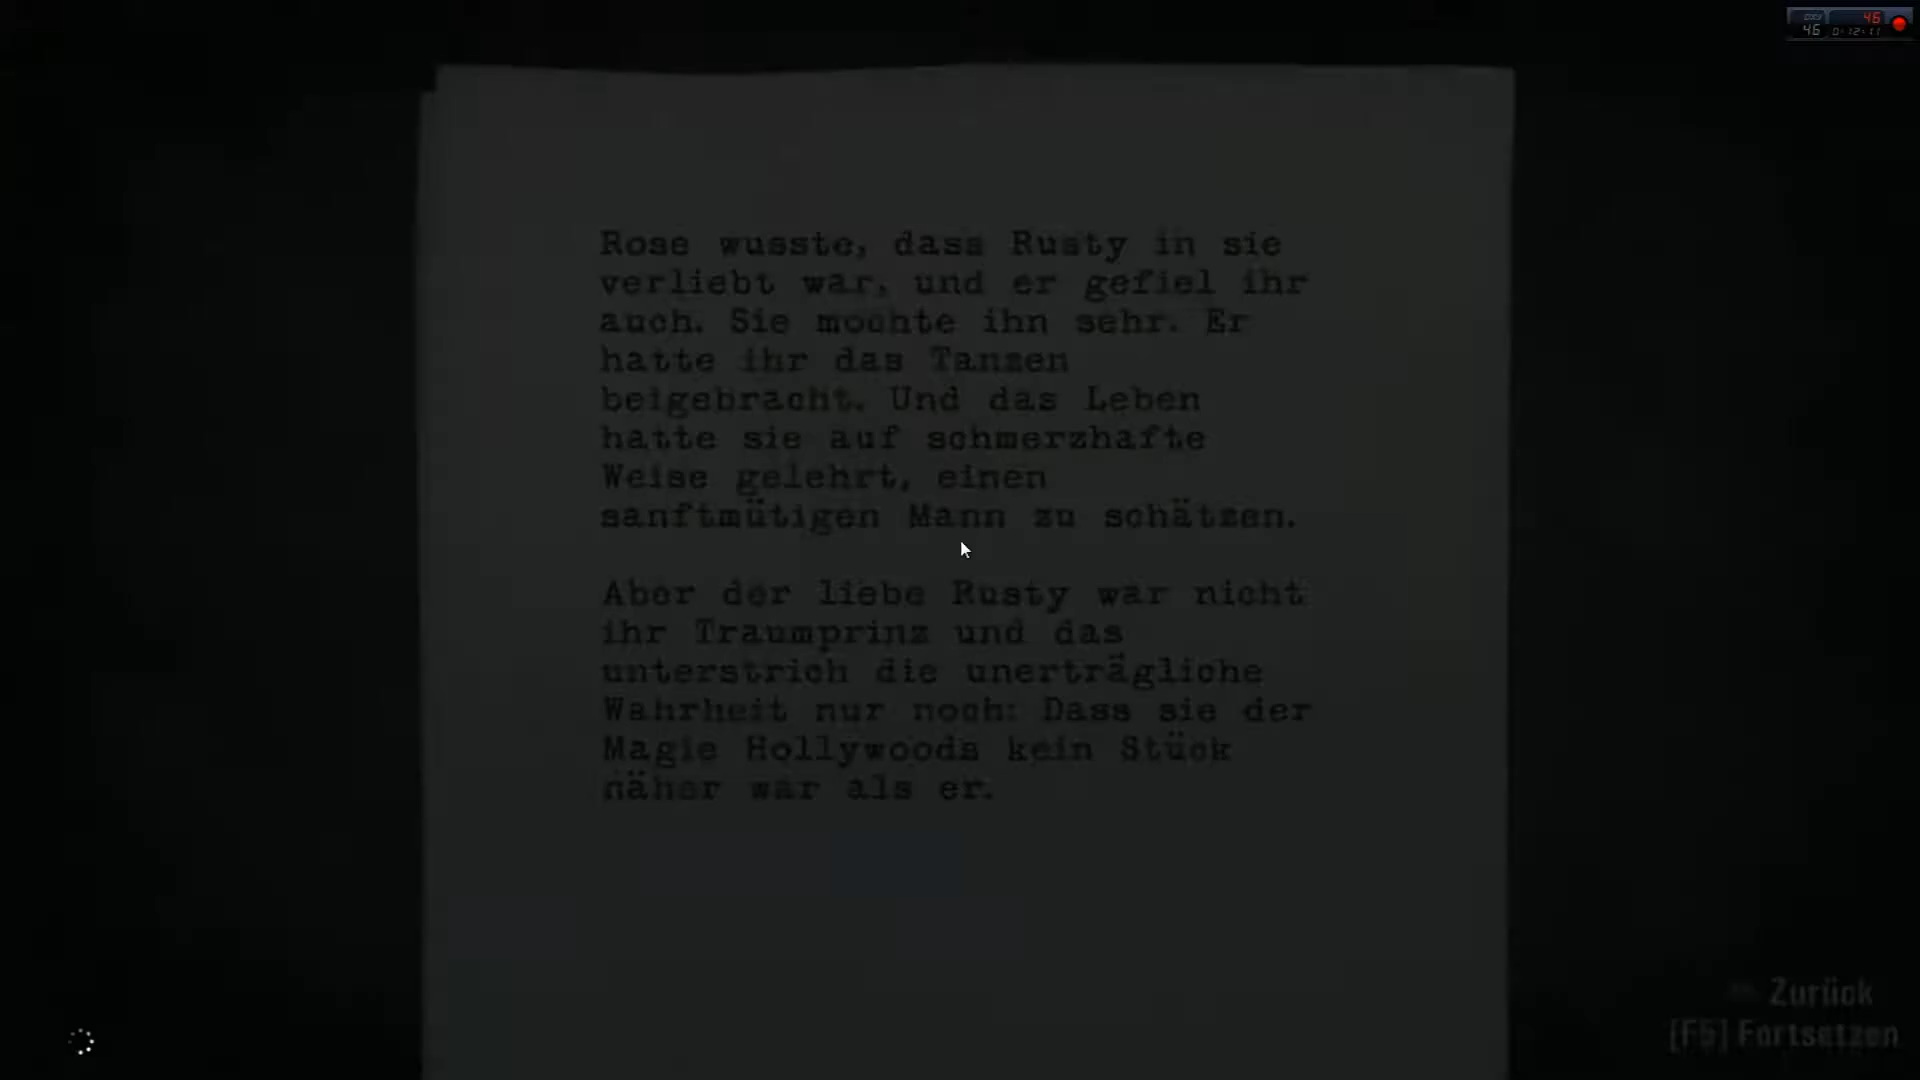 Rose wusste, dass Rusty in sie
verliebt war, und er gefiel ihr
auch. Sie mochte ihn sehr. Er
hatte ihr das Tanzen
beigebracht. Und das Leben
hatte sie auf schmerzhafte
Weise gelehrt, einen
sanftmütigen Mann zu schätzen.
Aber der liebe Rusty war nicht
ihr Traumprinz und das
unterstrich die unerträgliche
Wahrheit nur noch: Dass sie der
Magie Hollywoods kein Stück
näher war als er.
Zurück
[F5] Fortsetzen
46
46